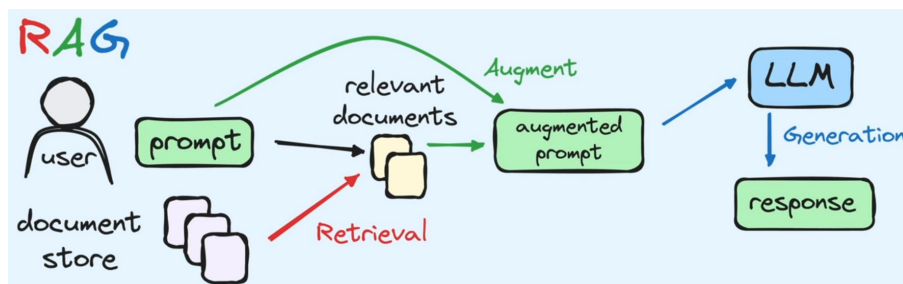 RAG
user
prompt
document
store
Retrieval
relevant
documents
Augment
augmented
prompt
LLM
Generation
response